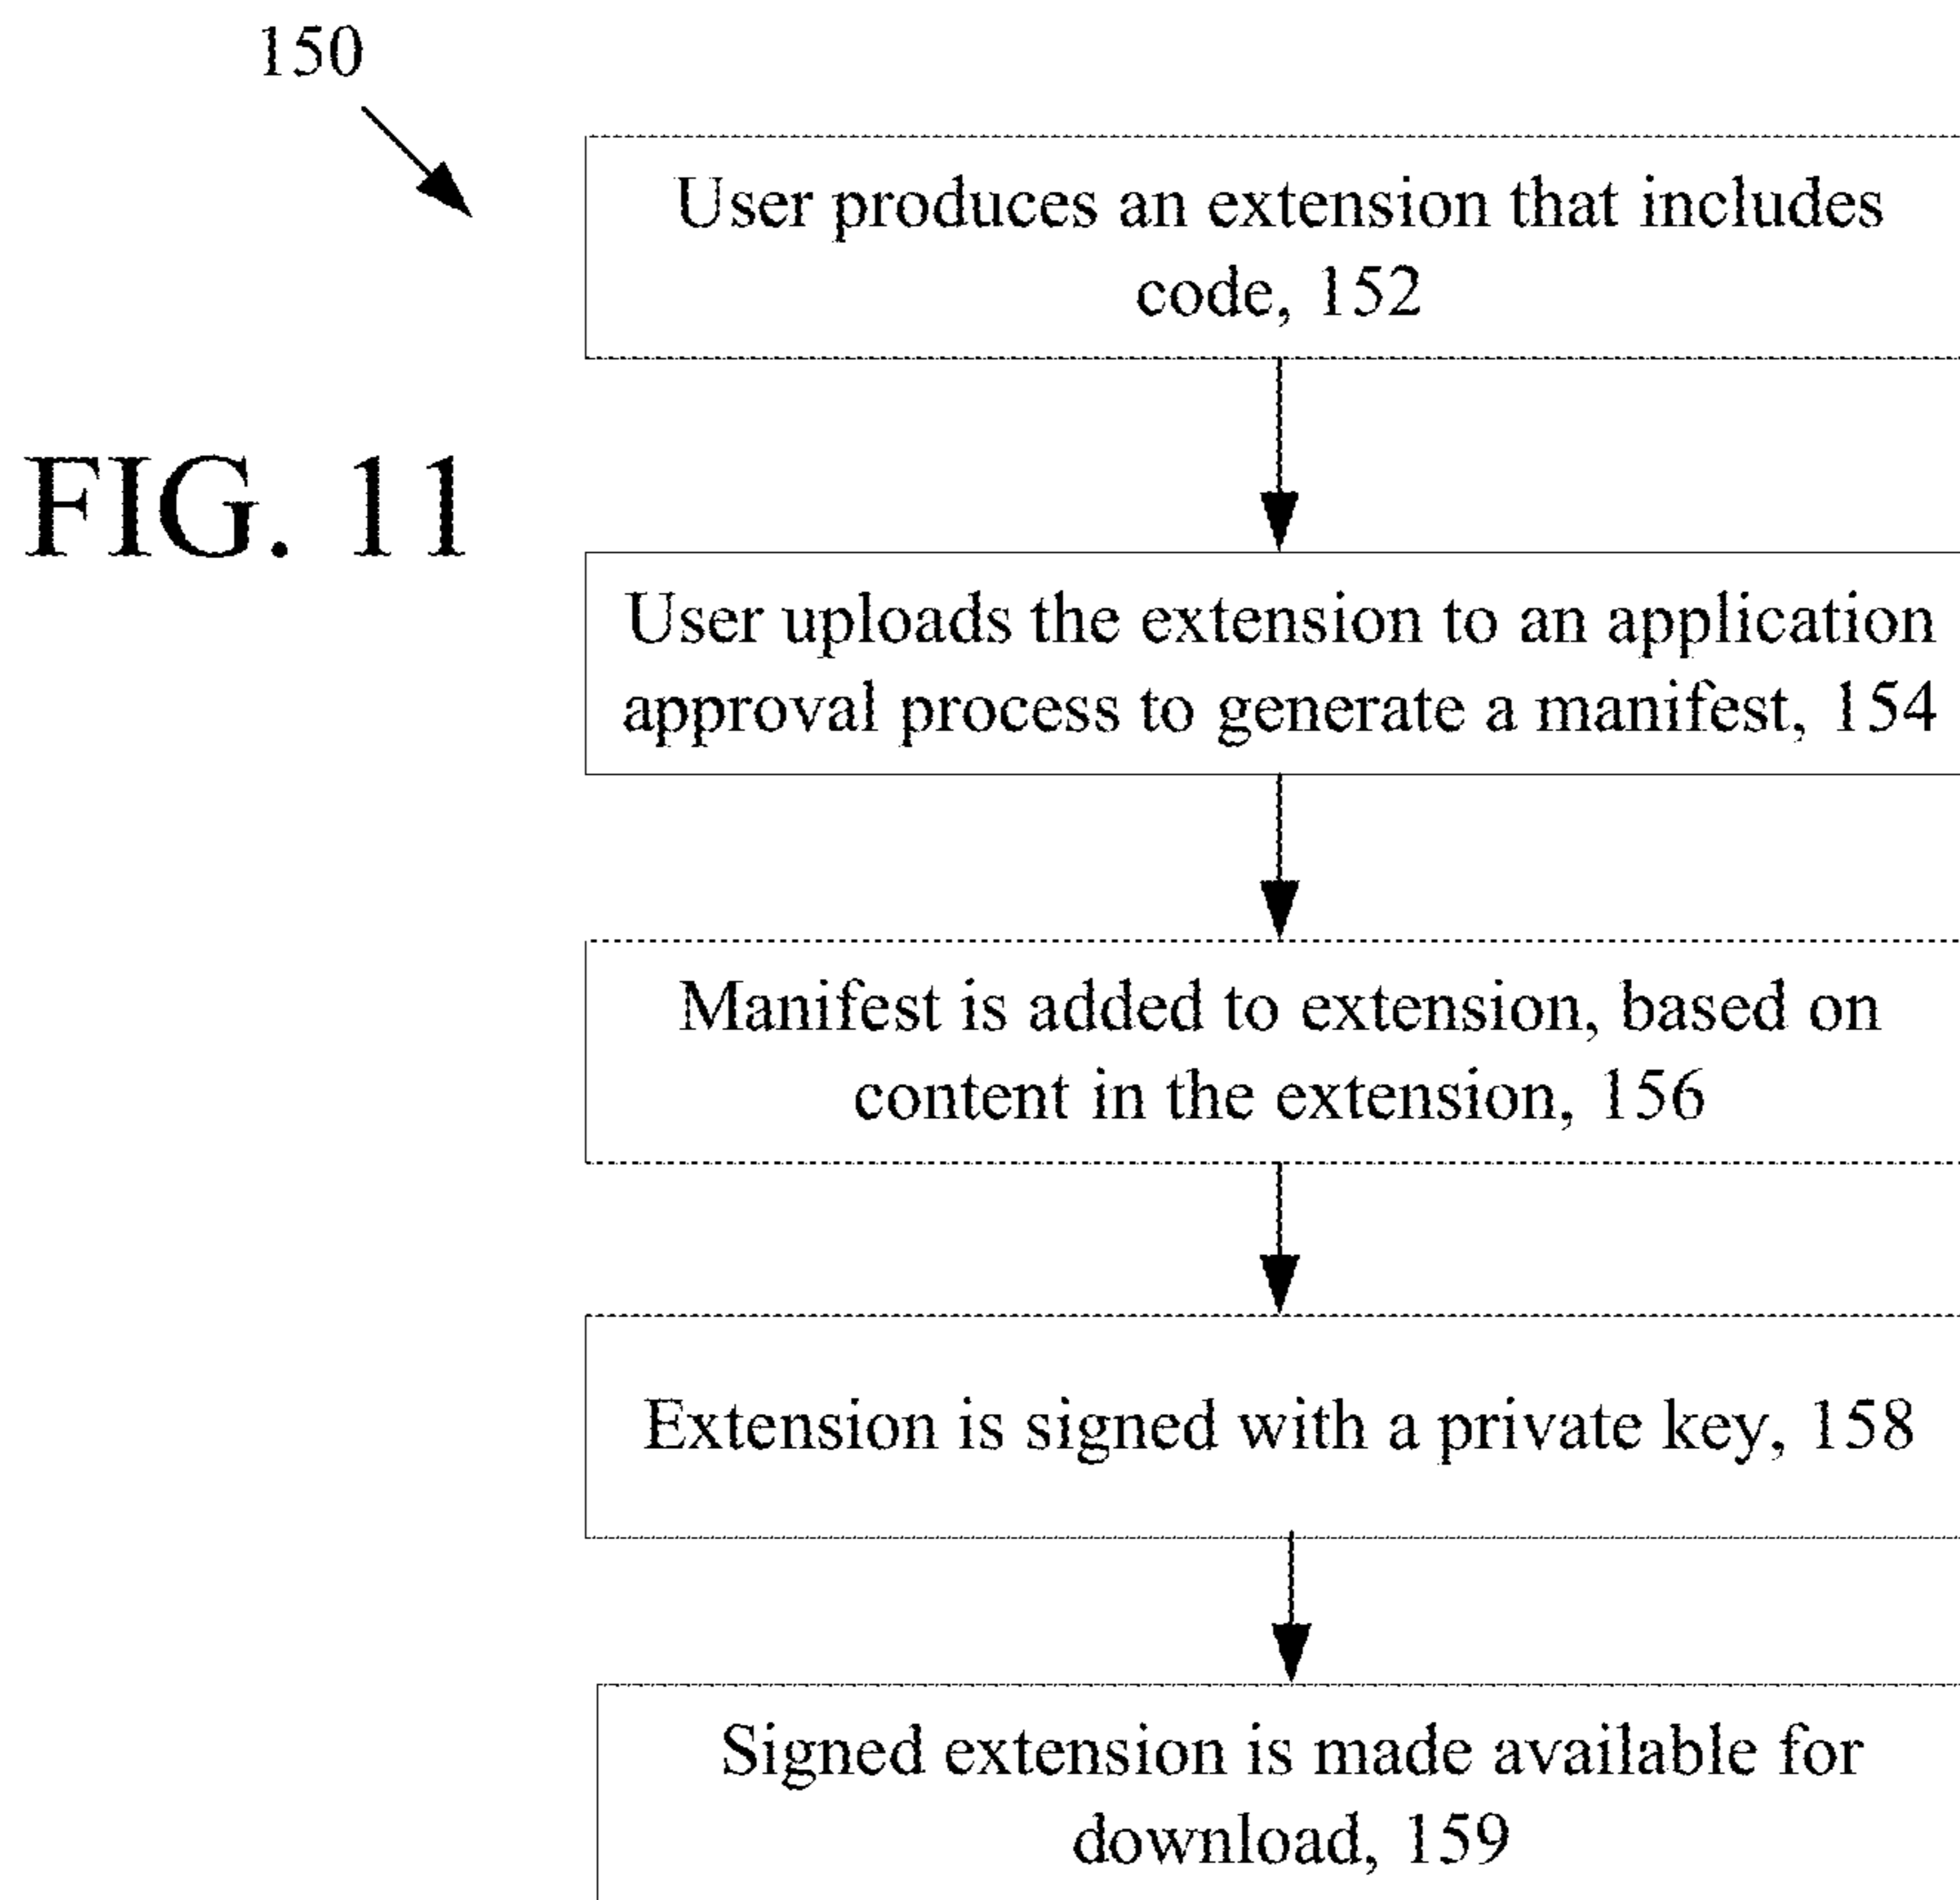 150
User produces an extension that includes
code, 152
FIG. 11
User uploads the extension to an application
approval process to generate a manifest, 154
Manifest is added to extension, based on
content in the extension, 156
Extension is signed with a private key, 158
Signed extension is made available for
download, 159